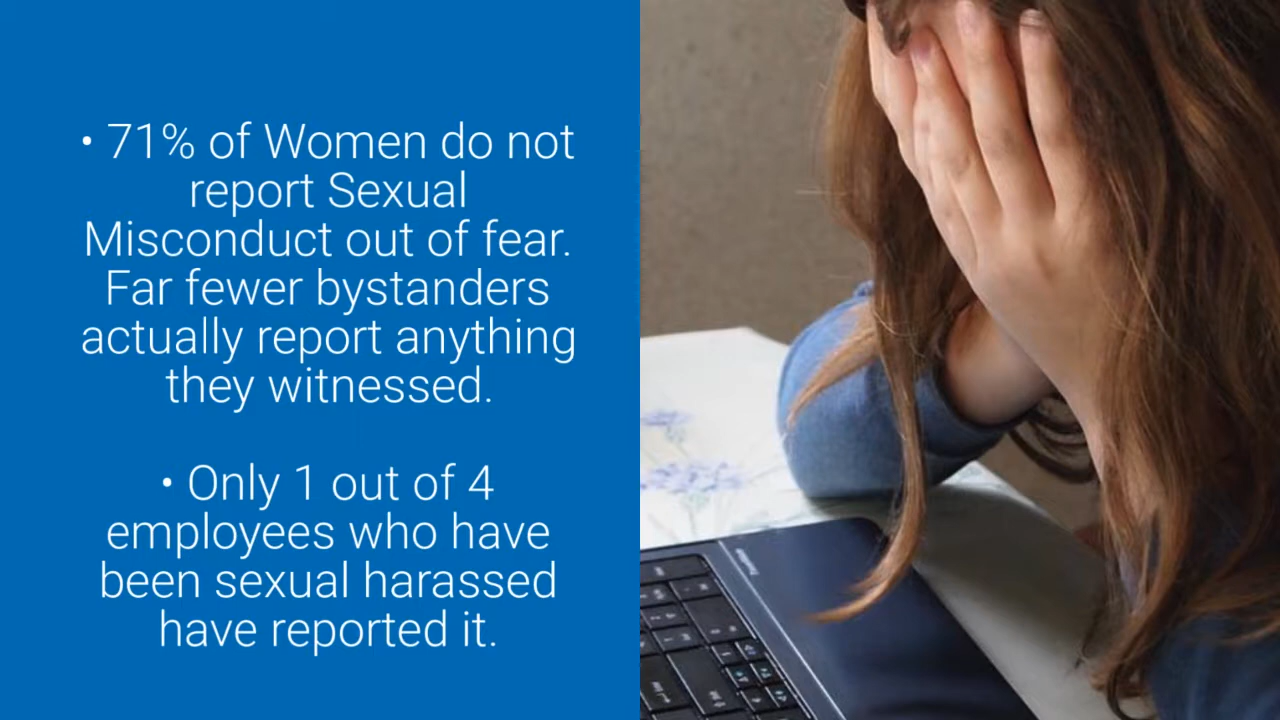 • 71% of Women do not
report Sexual
Misconduct out of fear.
Far fewer bystanders
actually report anything
they witnessed.
• Only 1 out of 4
employees who have
been sexual harassed
have reported it.